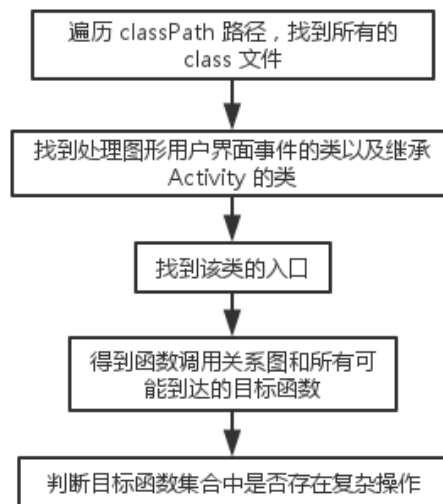 遍历 classPath 路径，找到所有的
class 文件
找到处理图形用户界面事件的类以及继承
Activity 的类
找到该类的入口
得到函数调用关系图和所有可
能到达的目标函数
判断目标函数集合中是否存在复杂操作